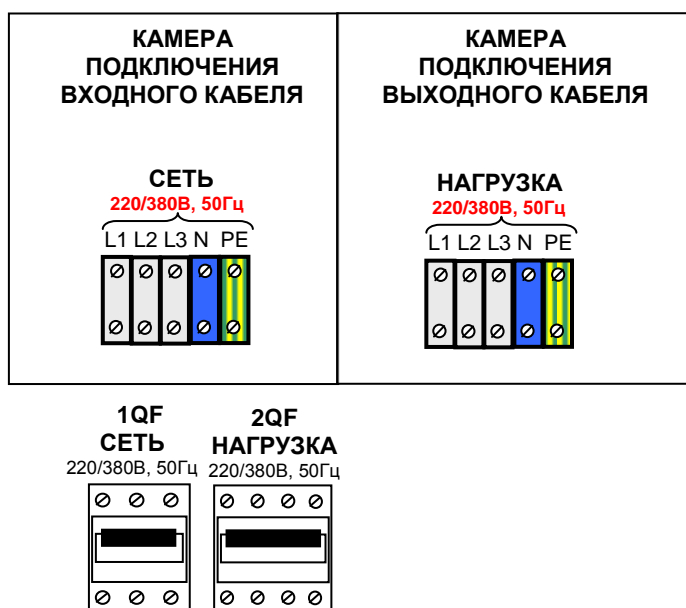 КАМЕРА
ПОДКЛЮЧЕНИЯ
ВХОДНОГО КАБЕЛЯ
СЕТЬ
220/380В, 50Гц
L1 L2 L3 N PE
КАМЕРА
ПОДКЛЮЧЕНИЯ
ВЫХОДНОГО КАБЕЛЯ
НАГРУЗКА
220/380В, 50Гц
L1 L2 L3 N PE
1QF
СЕТЬ
220/380В, 50Гц
2QF
НАГРУЗКА
220/380В, 50Гц